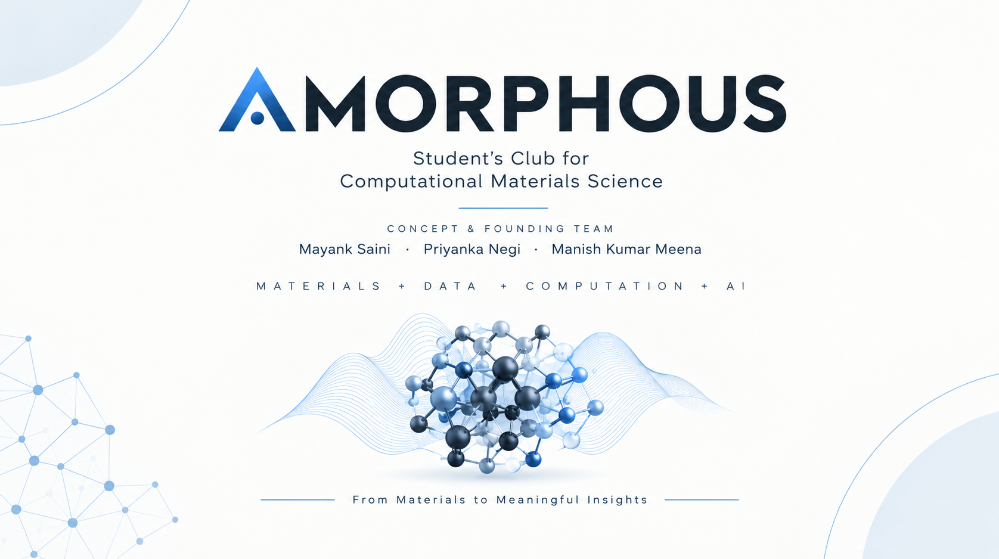 AMORPHOUS
Student’s Club for
Computational Materials Science
CONCEPT & FOUNDING TEAM
Mayank Saini · Priyanka Negi · Manish Kumar Meena
MATERIALS + DATA + COMPUTATION + AI
From Materials to Meaningful Insights